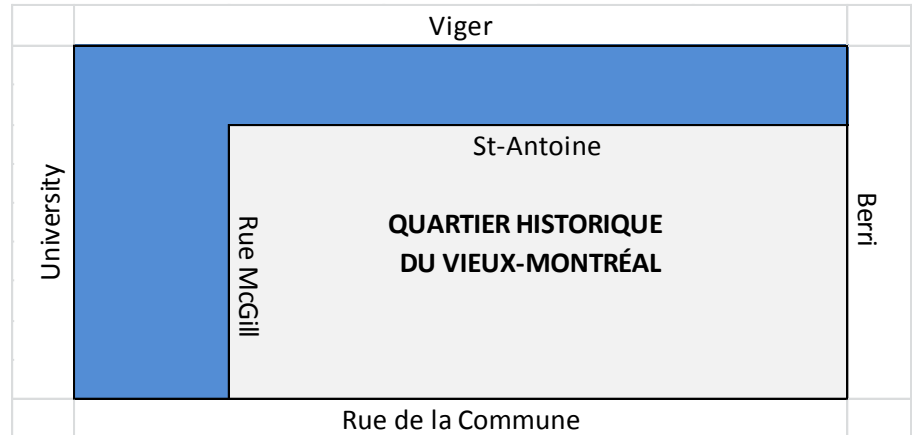 Viger
St-Antoine
University
Rue McGill
QUARTIER HISTORIQUE
DU VIEUX-MONTRÉAL
Berri
Rue de la Commune